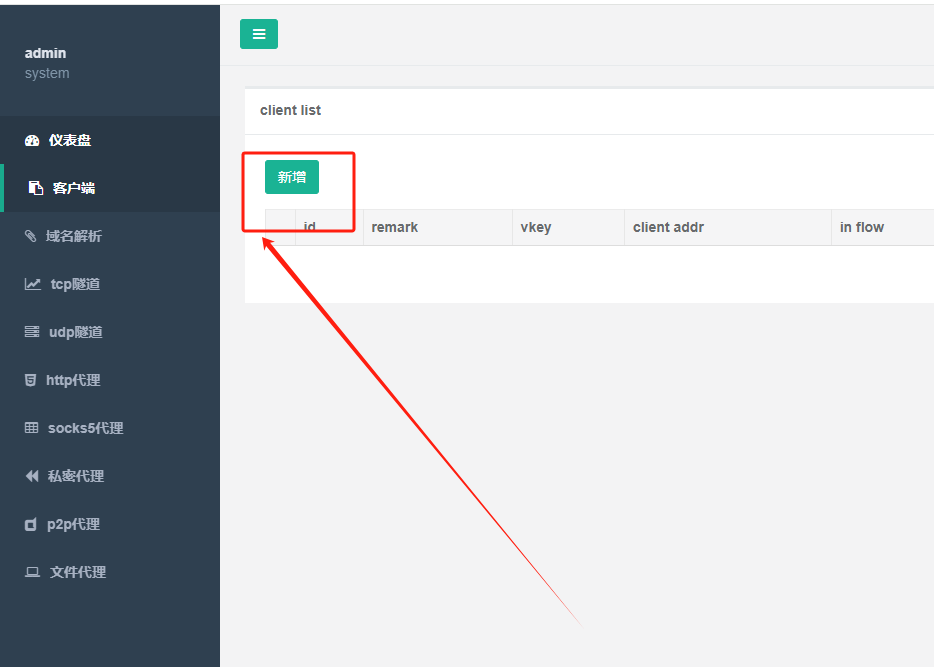 admin
system
仪表盘
客户端
域名解析
tcp隧道
udp隧道
http代理
socks5代理
私密代理
p2p代理
文件代理
client list
新增
id remark vkey client addr in flow